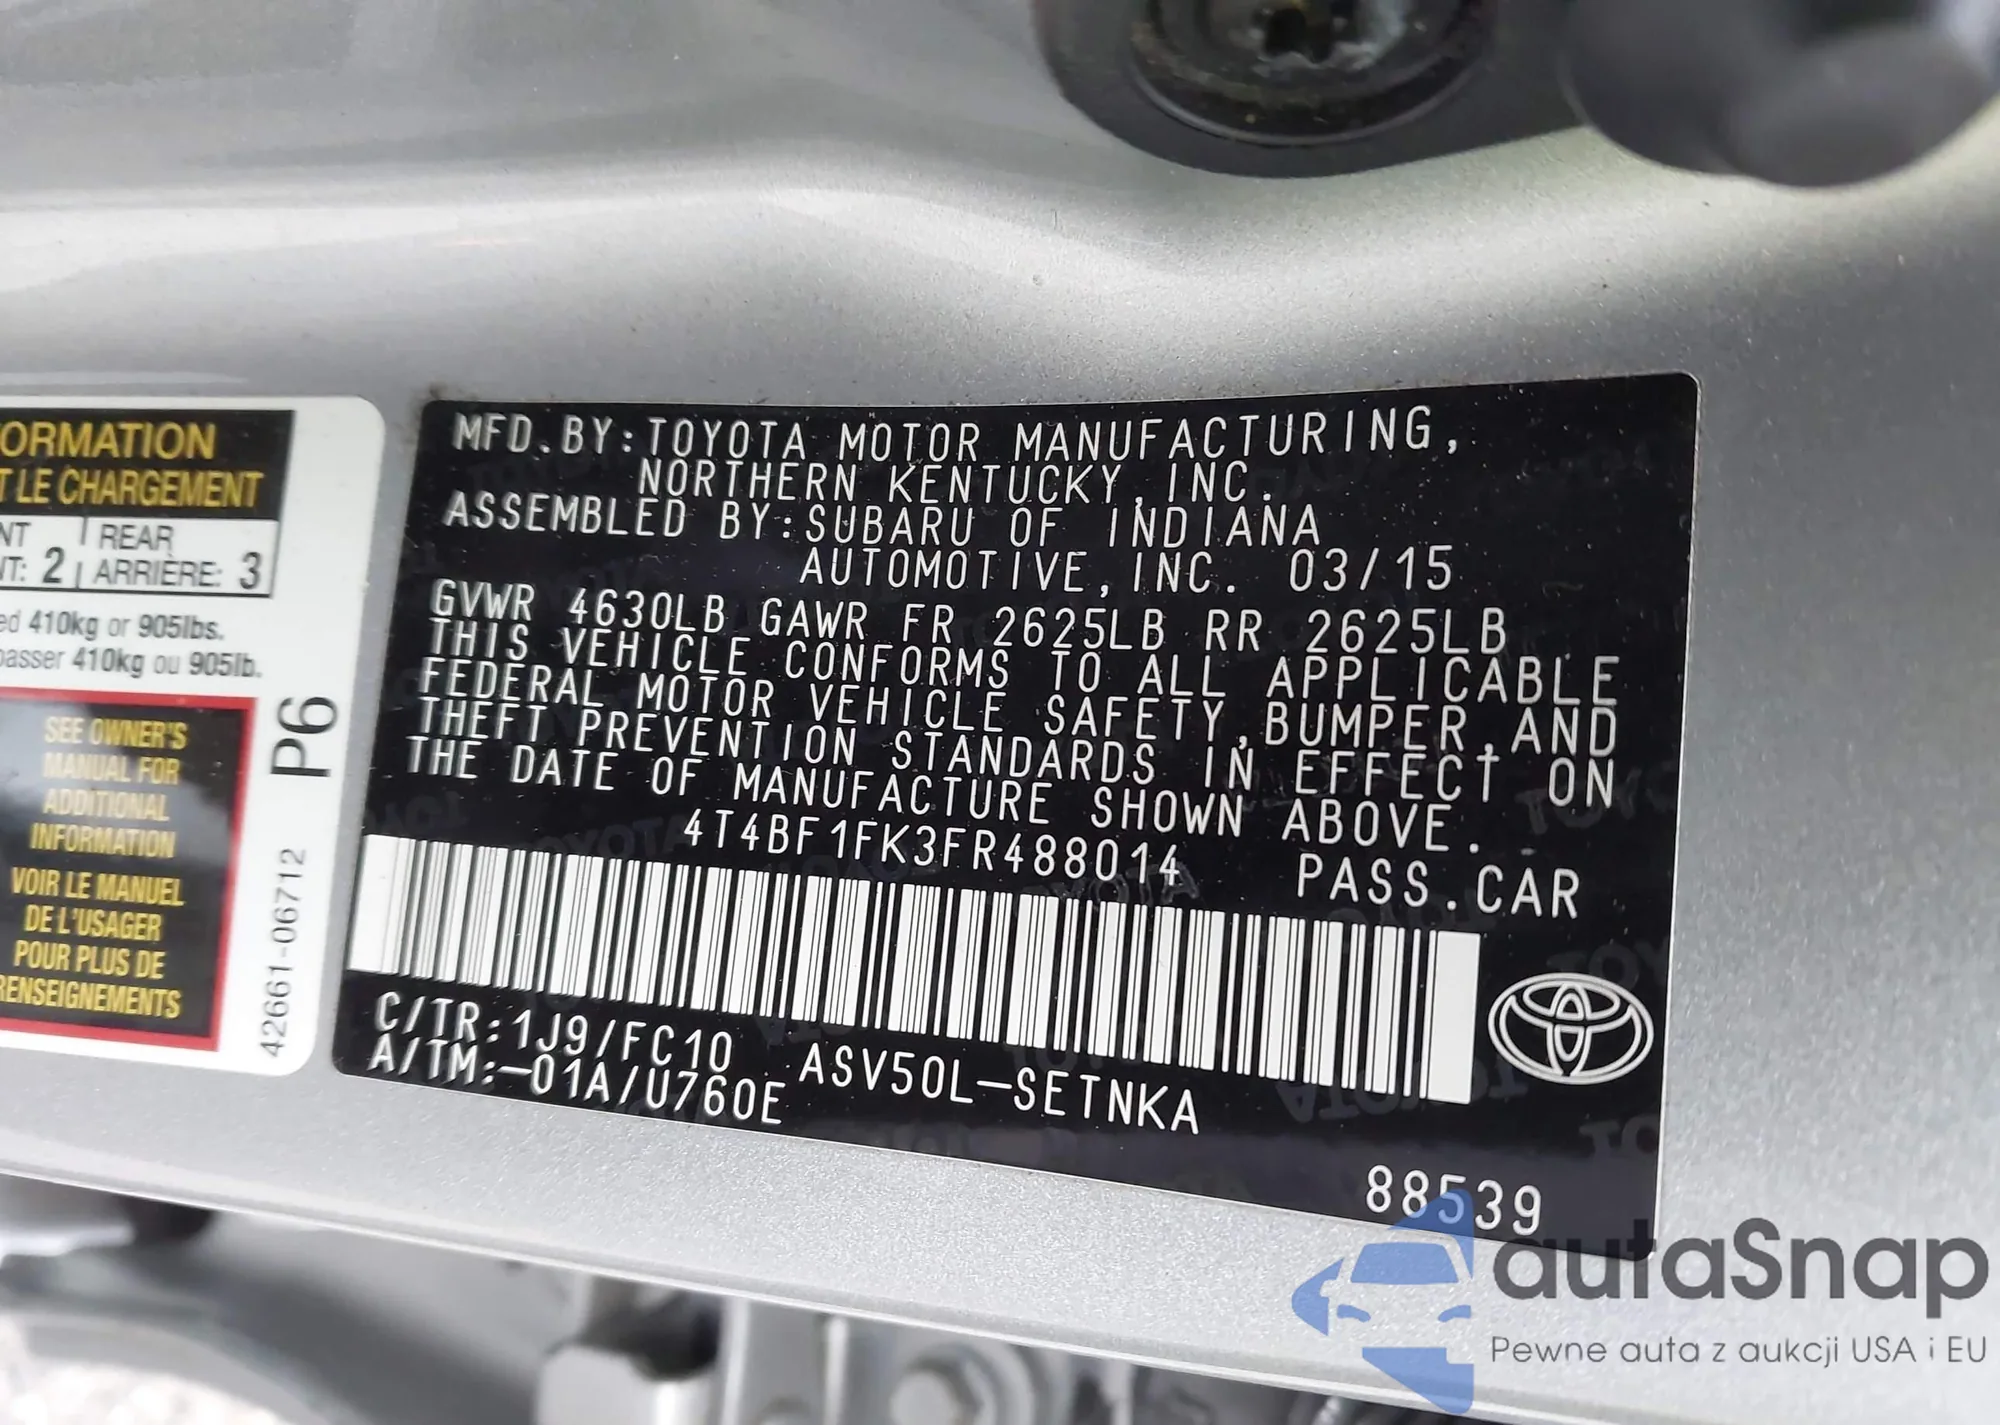 ORMATION
T LE CHARGEMENT
NT | REAR
NT: 2 | ARRIÈRE: 3
ed 410kg or 905lbs.
passer 410kg ou 905lb.
SEE OWNER'S
MANUAL FOR
ADDITIONAL
INFORMATION
VOIR LE MANUEL
DE L'USAGER
POUR PLUS DE
RENSEIGNEMENTS
P6
42661-06712
MFD.BY:TOYOTA MOTOR MANUFACTURING,
NORTHERN KENTUCKY,INC.
ASSEMBLED BY:SUBARU OF INDIANA
AUTOMOTIVE,INC. 03/15
GVWR 4630LB GAWR FR 2625LB RR 2625LB
THIS VEHICLE CONFORMS TO ALL APPLICABLE
FEDERAL MOTOR VEHICLE SAFETY,BUMPER,AND
THEFT PREVENTION STANDARDS IN EFFECT ON
THE DATE OF MANUFACTURE SHOWN ABOVE.
4T4BF1FK3FR488014 PASS.CAR
C/TR:1J9/FC10 ASV50L-SETNKA
A/TM:-01A/U760E
88539
autaSnap
Pewne auta z aukcji USA i EU